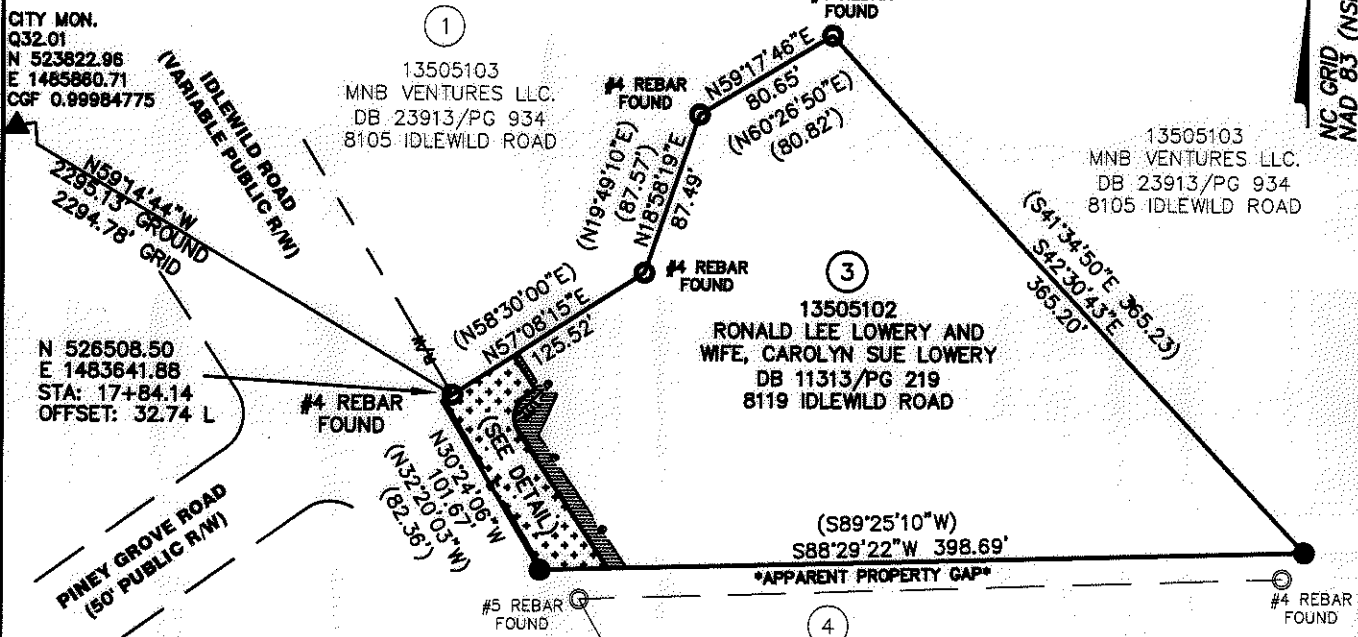 CITY MON.
Q32.01
N 523822.96
E 1485860.71
CGF 0.99984775
N59°14'44"W
2295.13' GROUND
2294.78' GRID
IDLEWILD ROAD
(VARIABLE PUBLIC R/W)
1
13505103
MNB VENTURES LLC.
DB 23913/PG 934
8105 IDLEWILD ROAD
#4 REBAR
FOUND
FOUND
N59°17'46"E
80.65'
(N60°26'50"E)
(80.82')
(N19°49'10"E)
(87.57')
N18°58'19"E
87.49'
#4 REBAR
FOUND
NC GRID
NAD 83
13505103
MNB VENTURES LLC.
DB 23913/PG 934
8105 IDLEWILD ROAD
(S41°34'50"E 365.23)
S42°30'43"E
365.20'
3
13505102
RONALD LEE LOWERY AND
WIFE, CAROLYN SUE LOWERY
DB 11313/PG 219
8119 IDLEWILD ROAD
(N58°30'00"E)
N57°08'15"E
125.52'
R/W
N 526508.50
E 1483641.88
STA: 17+84.14
OFFSET: 32.74 L
#4 REBAR
FOUND
(SEE DETAIL)
N30°24'06"W
101.67'
(N32°20'03"W)
(82.36')
PINEY GROVE ROAD
(50' PUBLIC R/W)
(S89°25'10"W)
S88°29'22"W 398.69'
*APPARENT PROPERTY GAP*
#5 REBAR
FOUND
4
#4 REBAR
FOUND